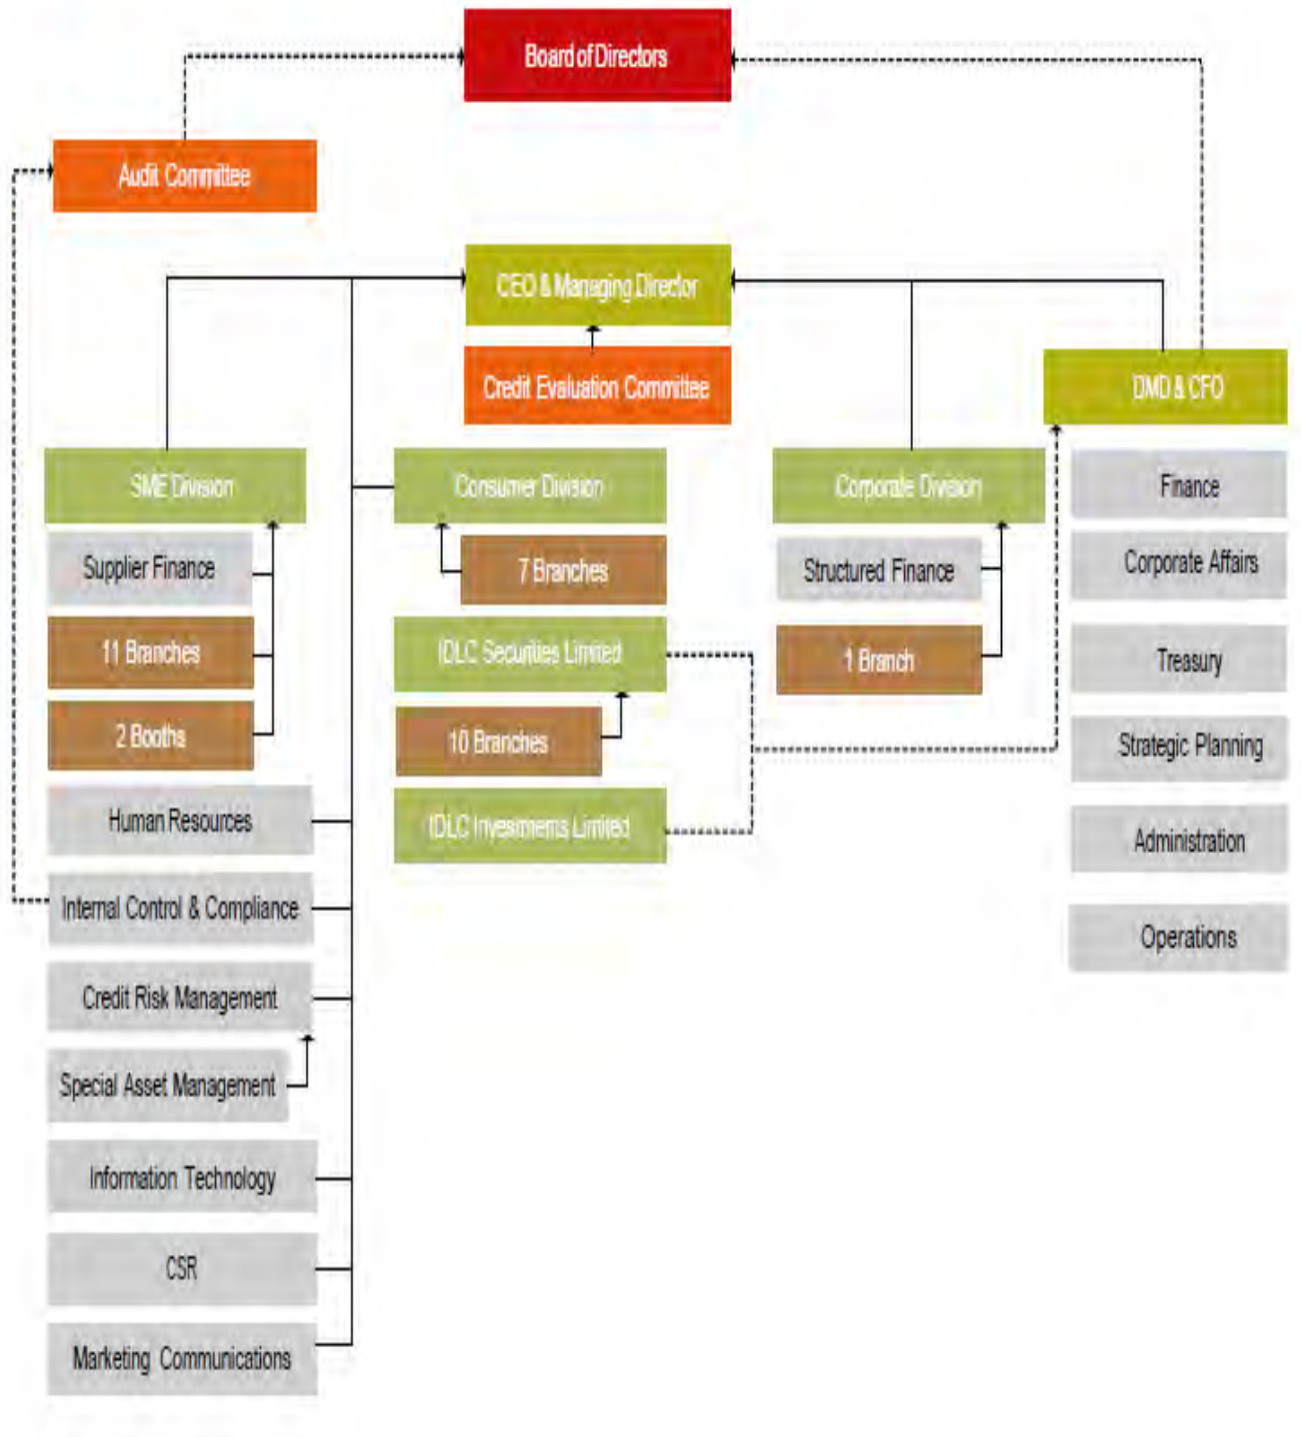 Board of Directors
Audit Committee
CEO & Managing Director
Credit Evaluation Committee
DMD & CFO
SME Division
Consumer Division
Corporate Division
Finance
Supplier Finance
7 Branches
Structured Finance
Corporate Affairs
11 Branches
IDLC Securities Limited
1 Branch
Treasury
2 Booths
10 Branches
Strategic Planning
Human Resources
IDLC Investments Limited
Administration
Internal Control & Compliance
Operations
Credit Risk Management
Special Asset Management
Information Technology
CSR
Marketing Communications